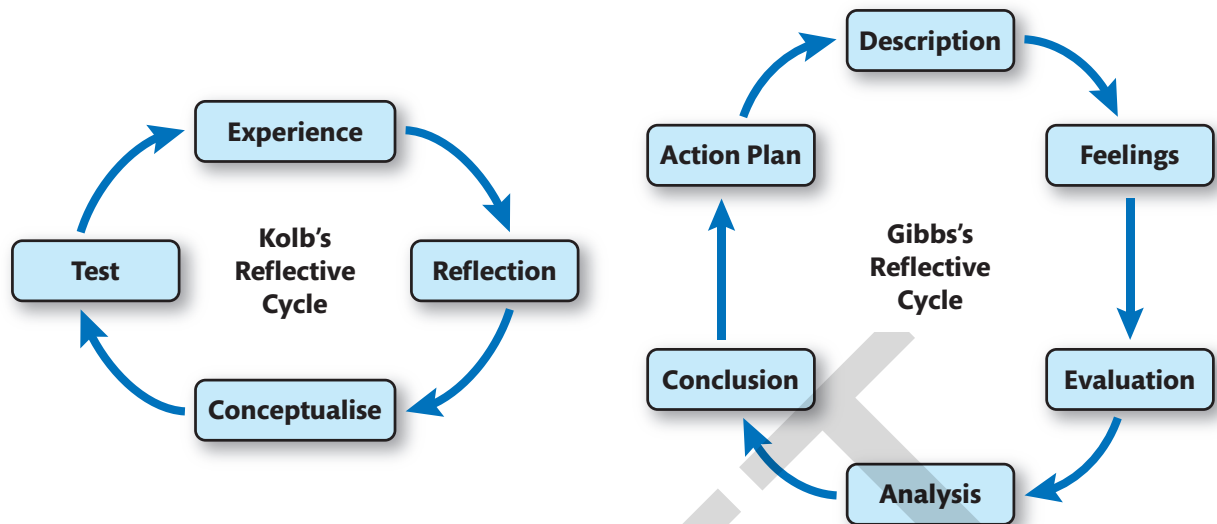 Experience
Reflection
Conceptualise
Test
Kolb's
Reflective
Cycle
Description
Feelings
Evaluation
Analysis
Conclusion
Action Plan
Gibbs's
Reflective
Cycle